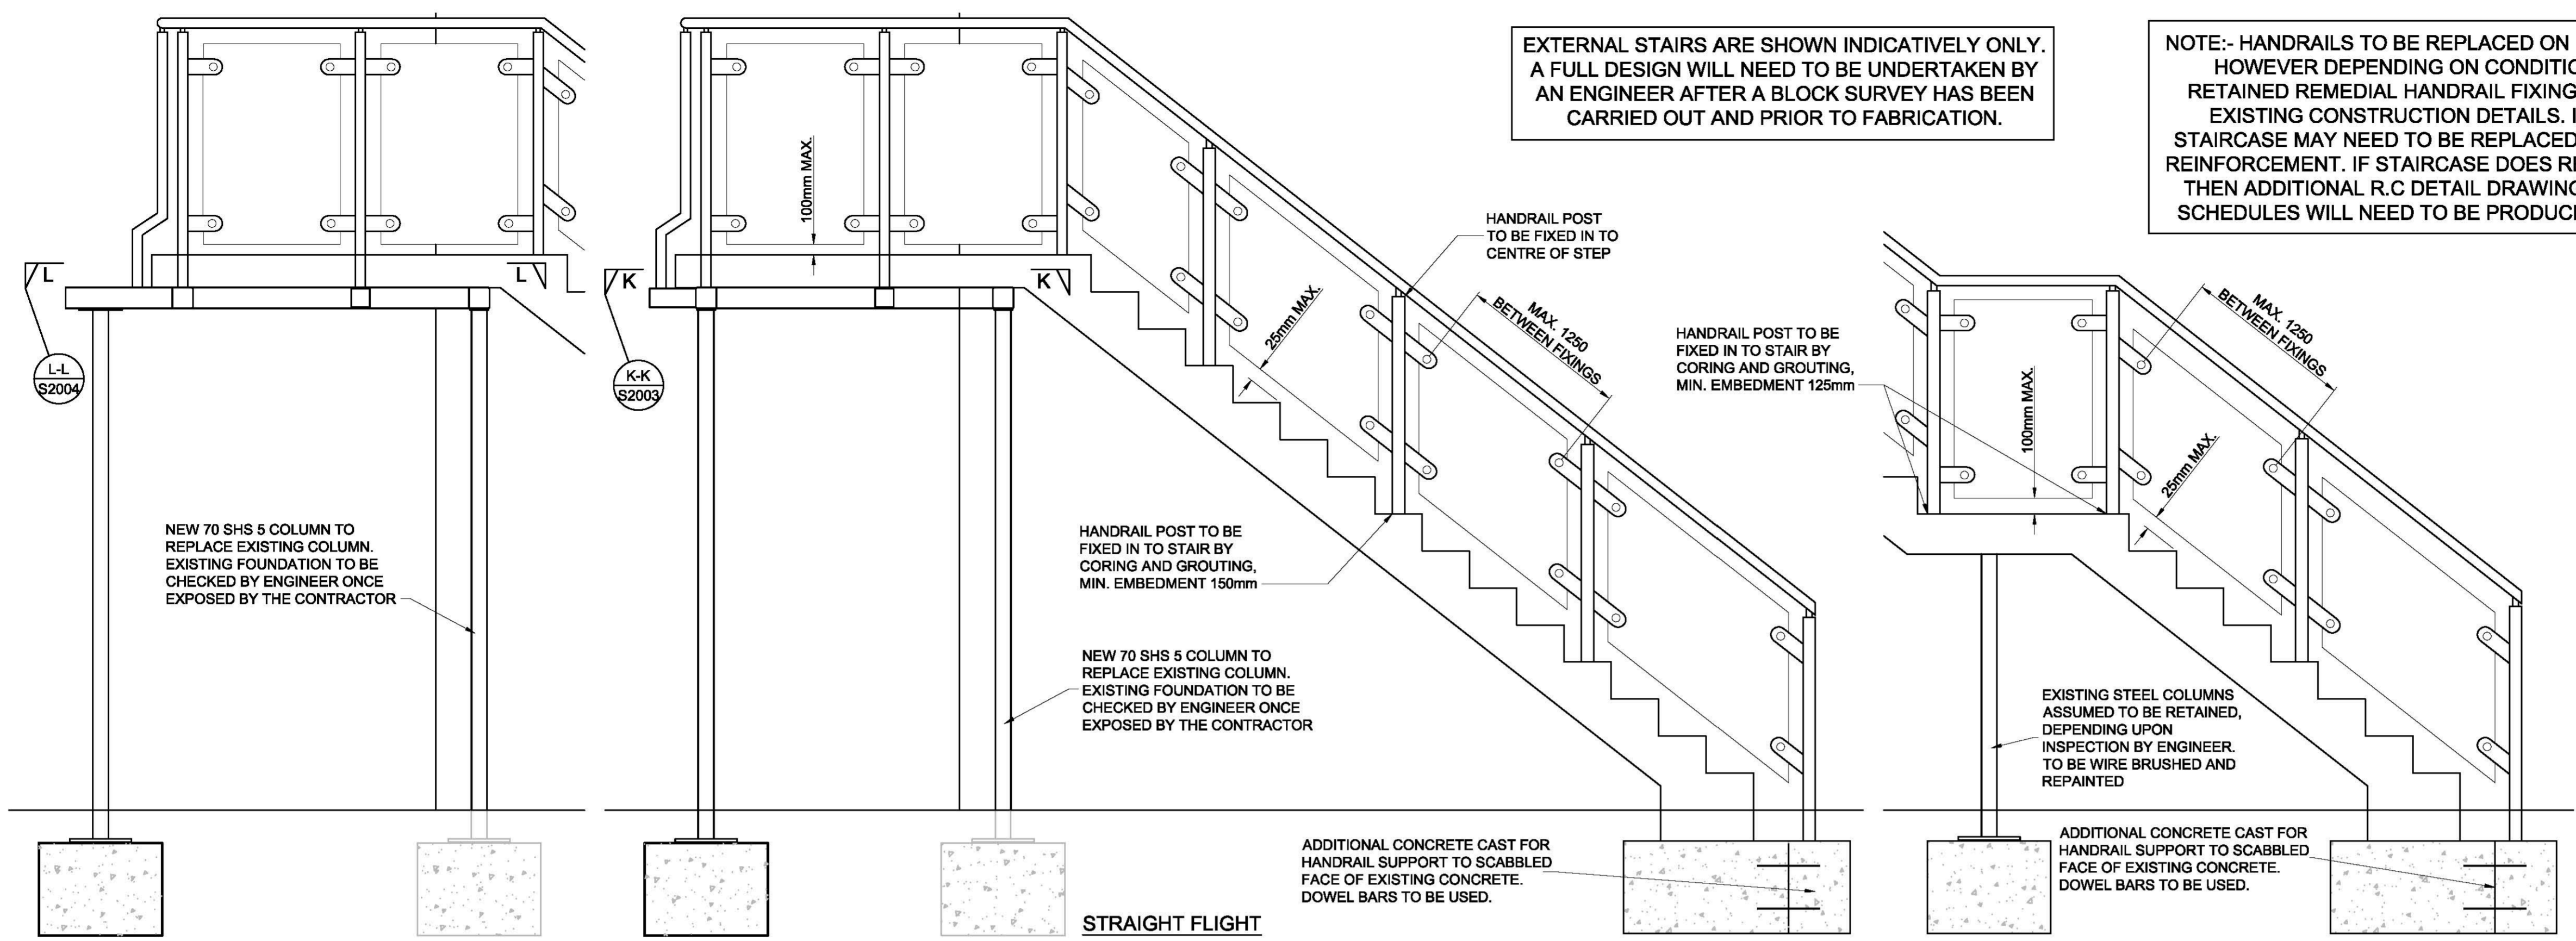 EXTERNAL STAIRS ARE SHOWN INDICATIVELY ONLY.
A FULL DESIGN WILL NEED TO BE UNDERTAKEN BY
AN ENGINEER AFTER A BLOCK SURVEY HAS BEEN
CARRIED OUT AND PRIOR TO FABRICATION.
NOTE:- HANDRAILS TO BE REPLACED ON
HOWEVER DEPENDING ON CONDITIO
RETAINED REMEDIAL HANDRAIL FIXING
EXISTING CONSTRUCTION DETAILS. I
STAIRCASE MAY NEED TO BE REPLACED
REINFORCEMENT. IF STAIRCASE DOES RE
THEN ADDITIONAL R.C DETAIL DRAWING
SCHEDULES WILL NEED TO BE PRODUC
L
L
L-L
S2004
NEW 70 SHS 5 COLUMN TO
REPLACE EXISTING COLUMN.
EXISTING FOUNDATION TO BE
CHECKED BY ENGINEER ONCE
EXPOSED BY THE CONTRACTOR
100mm MAX.
K
K
K-K
S2003
HANDRAIL POST
TO BE FIXED IN TO
CENTRE OF STEP
25mm MAX.
MAX. 1250
BETWEEN FIXINGS
HANDRAIL POST TO BE
FIXED IN TO STAIR BY
CORING AND GROUTING,
MIN. EMBEDMENT 150mm
NEW 70 SHS 5 COLUMN TO
REPLACE EXISTING COLUMN.
EXISTING FOUNDATION TO BE
CHECKED BY ENGINEER ONCE
EXPOSED BY THE CONTRACTOR
ADDITIONAL CONCRETE CAST FOR
HANDRAIL SUPPORT TO SCABBLED
FACE OF EXISTING CONCRETE.
DOWEL BARS TO BE USED.
STRAIGHT FLIGHT
HANDRAIL POST TO BE
FIXED IN TO STAIR BY
CORING AND GROUTING,
MIN. EMBEDMENT 125mm
100mm MAX.
25mm MAX.
MAX. 1250
BETWEEN FIXINGS
EXISTING STEEL COLUMNS
ASSUMED TO BE RETAINED,
DEPENDING UPON
INSPECTION BY ENGINEER.
TO BE WIRE BRUSHED AND
REPAINTED
ADDITIONAL CONCRETE CAST FOR
HANDRAIL SUPPORT TO SCABBLED
FACE OF EXISTING CONCRETE.
DOWEL BARS TO BE USED.